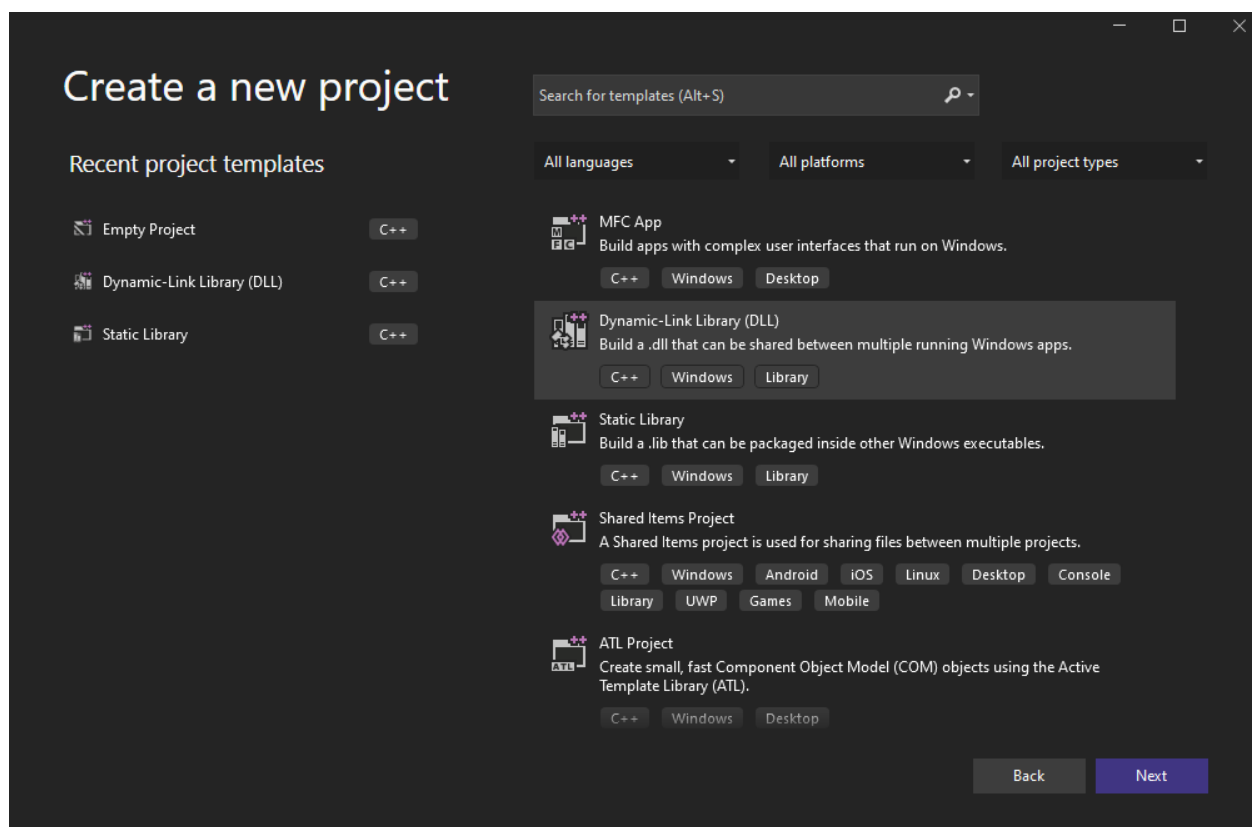 Create a new project
Search for templates (Alt+S)
Recent project templates
All languages
All platforms
All project types
Empty Project
C++
Dynamic-Link Library (DLL)
C++
Static Library
C++
MFC App
Build apps with complex user interfaces that run on Windows.
C++ Windows Desktop
Dynamic-Link Library (DLL)
Build a .dll that can be shared between multiple running Windows apps.
C++ Windows Library
Static Library
Build a .lib that can be packaged inside other Windows executables.
C++ Windows Library
Shared Items Project
A Shared Items project is used for sharing files between multiple projects.
C++ Windows Android iOS Linux Desktop Console
Library UWP Games Mobile
ATL Project
Create small, fast Component Object Model (COM) objects using the Active
Template Library (ATL).
C++ Windows Desktop
Back
Next